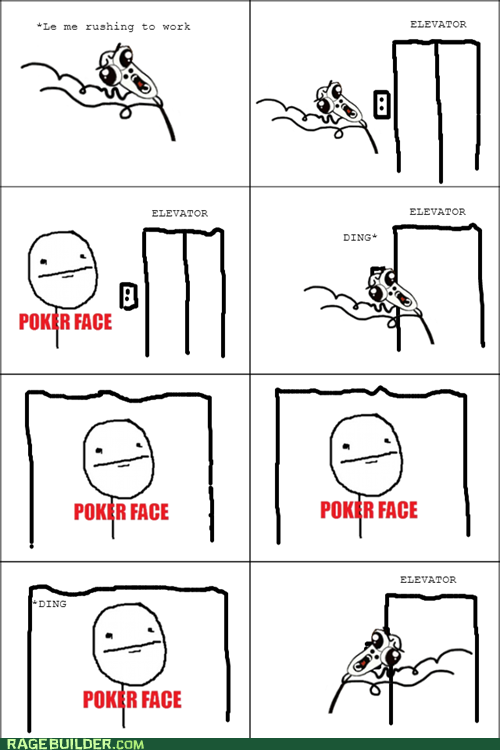 *Le me rushing to work
ELEVATOR
ELEVATOR
POKER FACE
ELEVATOR
DING*
POKER FACE
POKER FACE
*DING
POKER FACE
ELEVATOR
RAGEBUILDER.COM